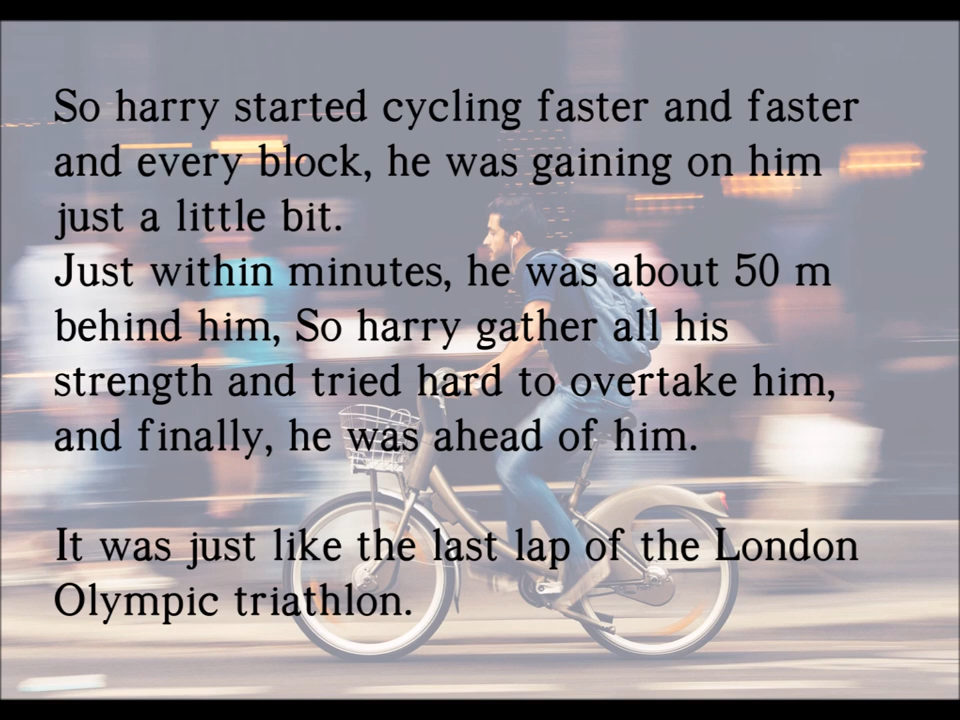 So harry started cycling faster and faster
and every block, he was gaining on him
just a little bit.
Just within minutes, he was about 50 m
behind him, So harry gather all his
strength and tried hard to overtake him,
and finally, he was ahead of him.
It was just like the last lap of the London
Olympic triathlon.